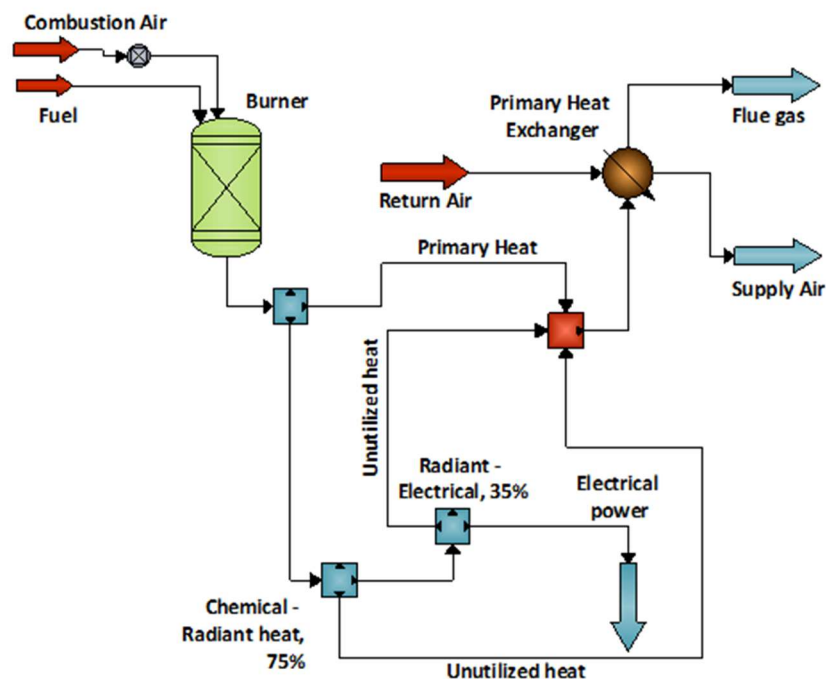 Combustion Air
Fuel
Burner
Primary Heat
Exchanger
Flue gas
Return Air
Supply Air
Primary Heat
Unutilized heat
Radiant -
Electrical, 35%
Electrical
power
Chemical -
Radiant heat,
75%
Unutilized heat